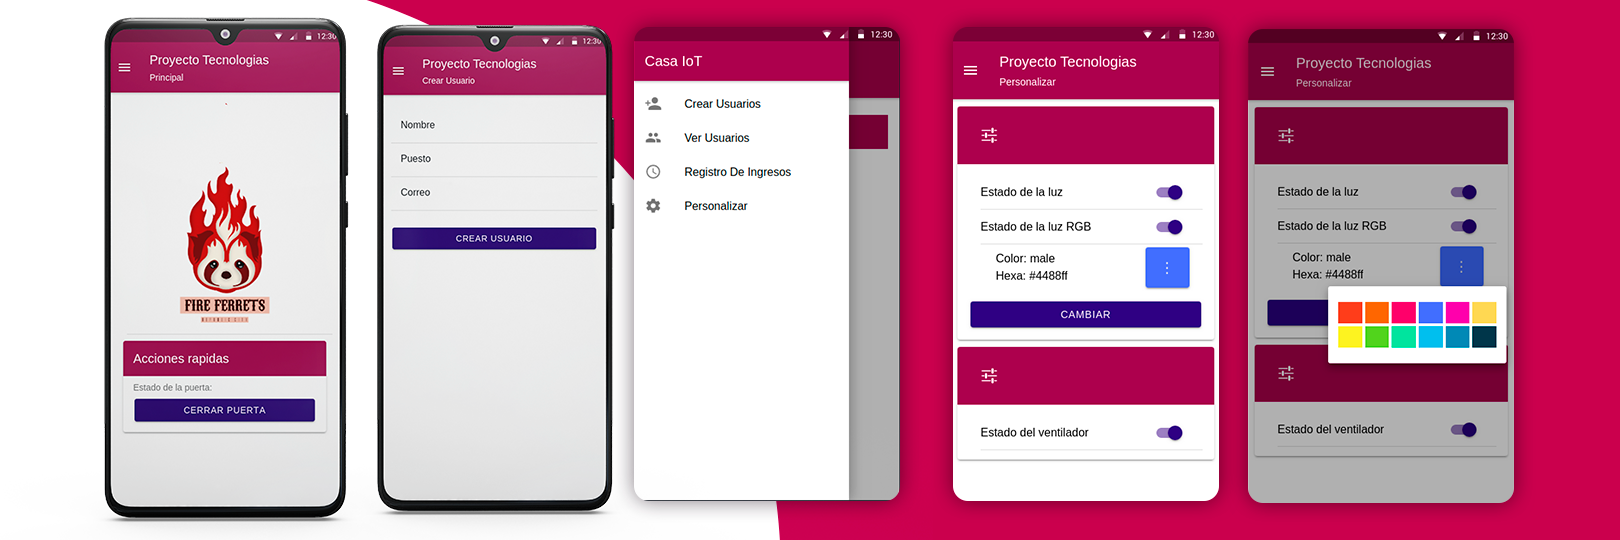 12:30
Proyecto Tecnologias
Principal
FIRE FERRETS
Acciones rapidas
Estado de la puerta:
CERRAR PUERTA
12:30
Proyecto Tecnologias
Crear Usuario
Nombre
Puesto
Correo
CREAR USUARIO
12:30
Casa IoT
Crear Usuarios
Ver Usuarios
Registro De Ingresos
Personalizar
12:30
Proyecto Tecnologias
Personalizar
Estado de la luz
Estado de la luz RGB
Color: male
Hexa: #4488ff
CAMBIAR
Estado del ventilador
12:30
Proyecto Tecnologias
Personalizar
Estado de la luz
Estado de la luz RGB
Color: male
Hexa: #4488ff
Estado del ventilador